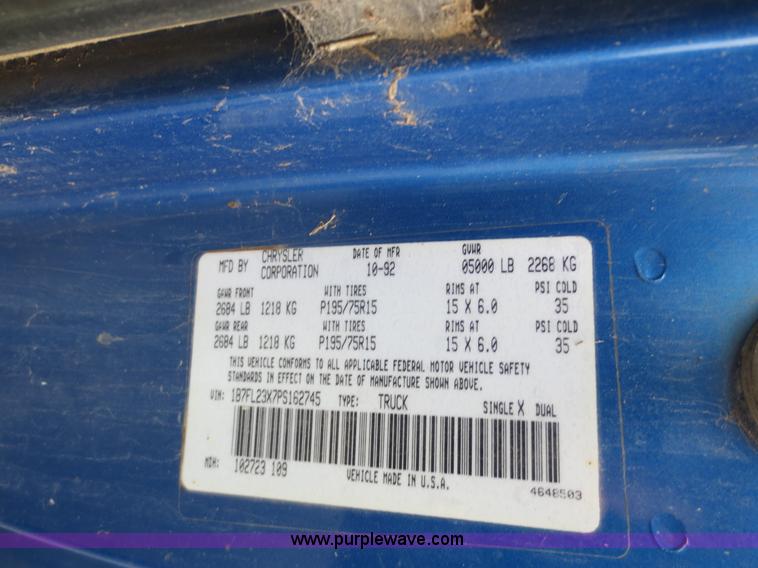 MFD BY CHRYSLER CORPORATION DATE OF MFR 10-92 GVWR 05000 LB 2268 KG
GAWR FRONT WITH TIRES RIMS AT PSI COLD
2684 LB 1218 KG P195/75R15 15 X 6.0 35
GAWR REAR WITH TIRES RIMS AT PSI COLD
2684 LB 1218 KG P195/75R15 15 X 6.0 35
THIS VEHICLE CONFORMS TO ALL APPLICABLE FEDERAL MOTOR VEHICLE SAFETY
STANDARDS IN EFFECT ON THE DATE OF MANUFACTURE SHOWN ABOVE.
VIN: 1B7FL23X7PS162745 TYPE: TRUCK SINGLE X DUAL
MDH: 102723 109 VEHICLE MADE IN U.S.A. 4648503
www.purplewave.com